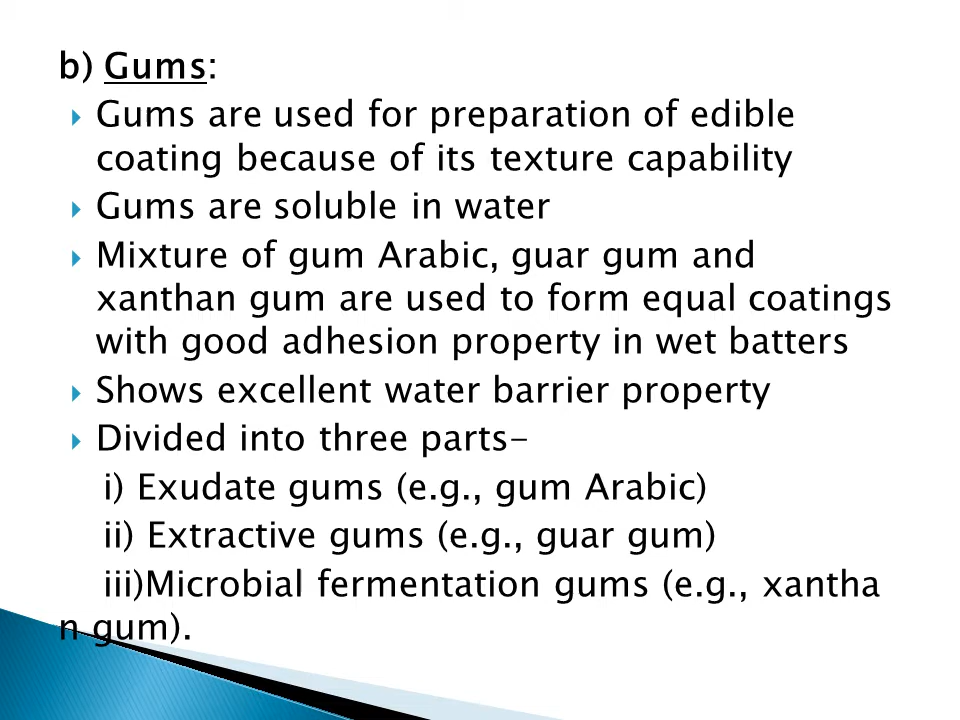 b) Gums:
Gums are used for preparation of edible
coating because of its texture capability
Gums are soluble in water
Mixture of gum Arabic, guar gum and
xanthan gum are used to form equal coatings
with good adhesion property in wet batters
Shows excellent water barrier property
Divided into three parts-
i) Exudate gums (e.g., gum Arabic)
ii) Extractive gums (e.g., guar gum)
iii)Microbial fermentation gums (e.g., xantha
n gum).